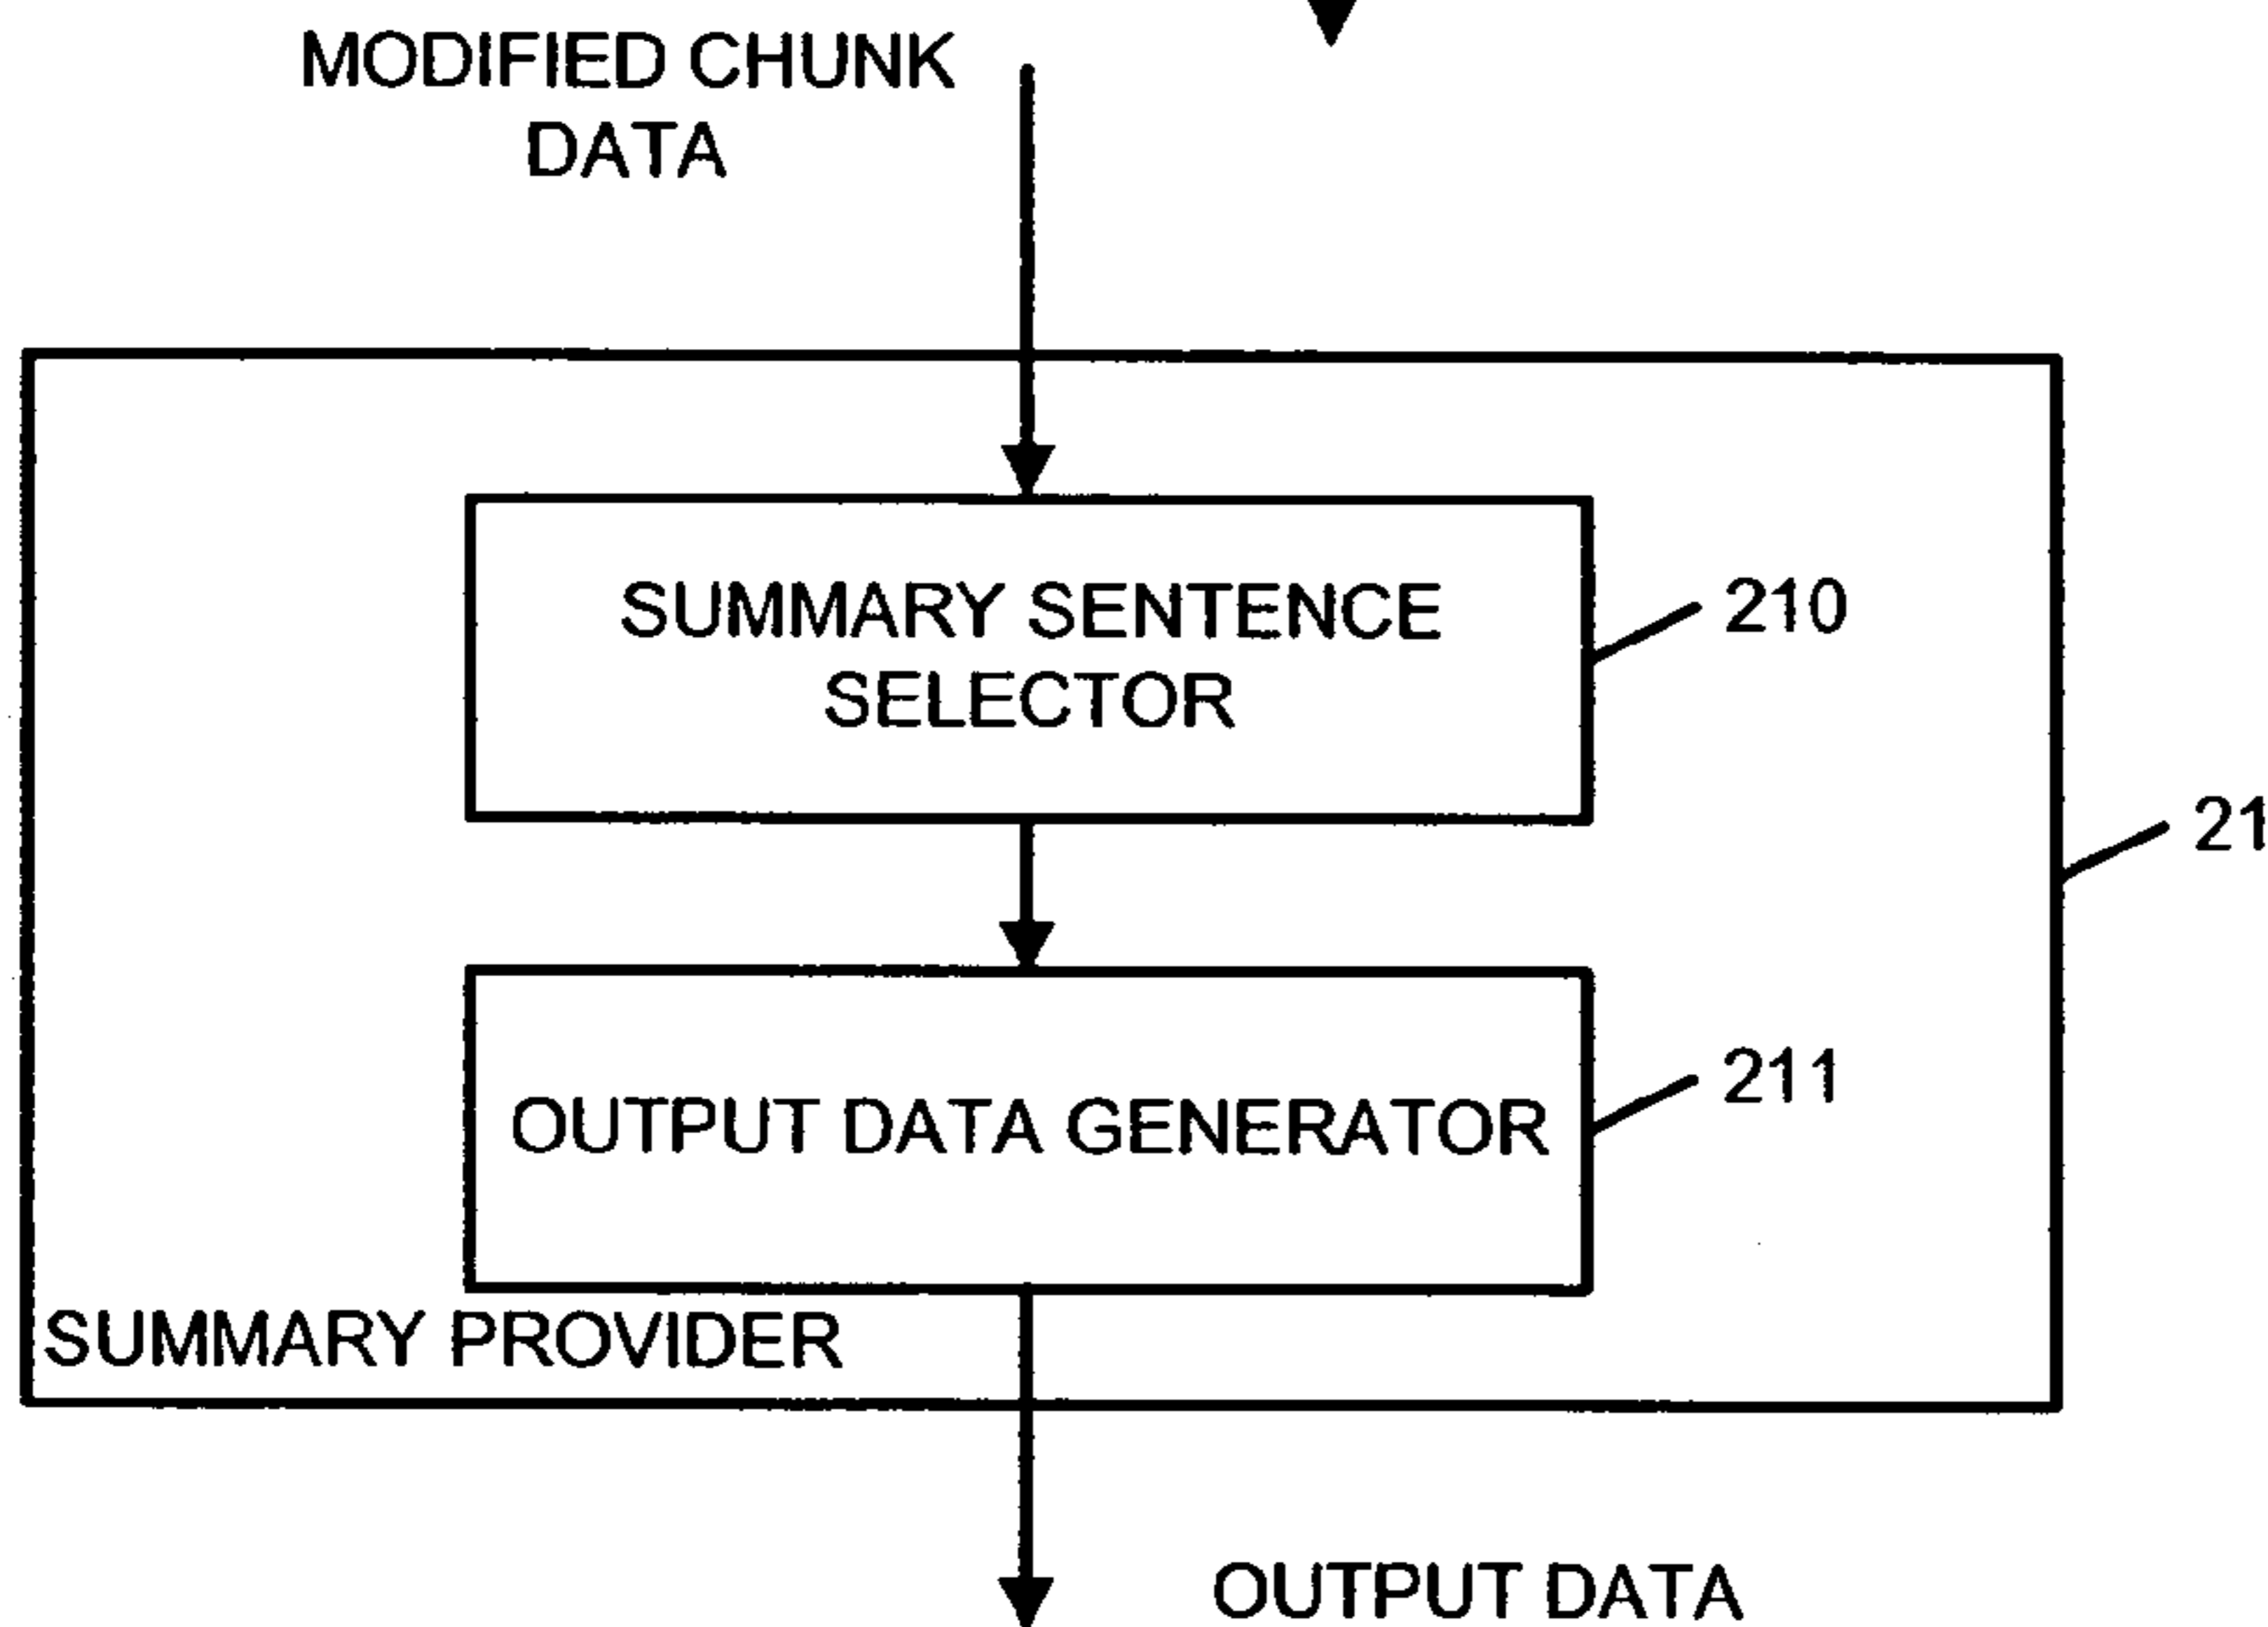 MODIFIED CHUNK
DATA
SUMMARY SENTENCE
SELECTOR
210
21
OUTPUT DATA GENERATOR
211
SUMMARY PROVIDER
OUTPUT DATA